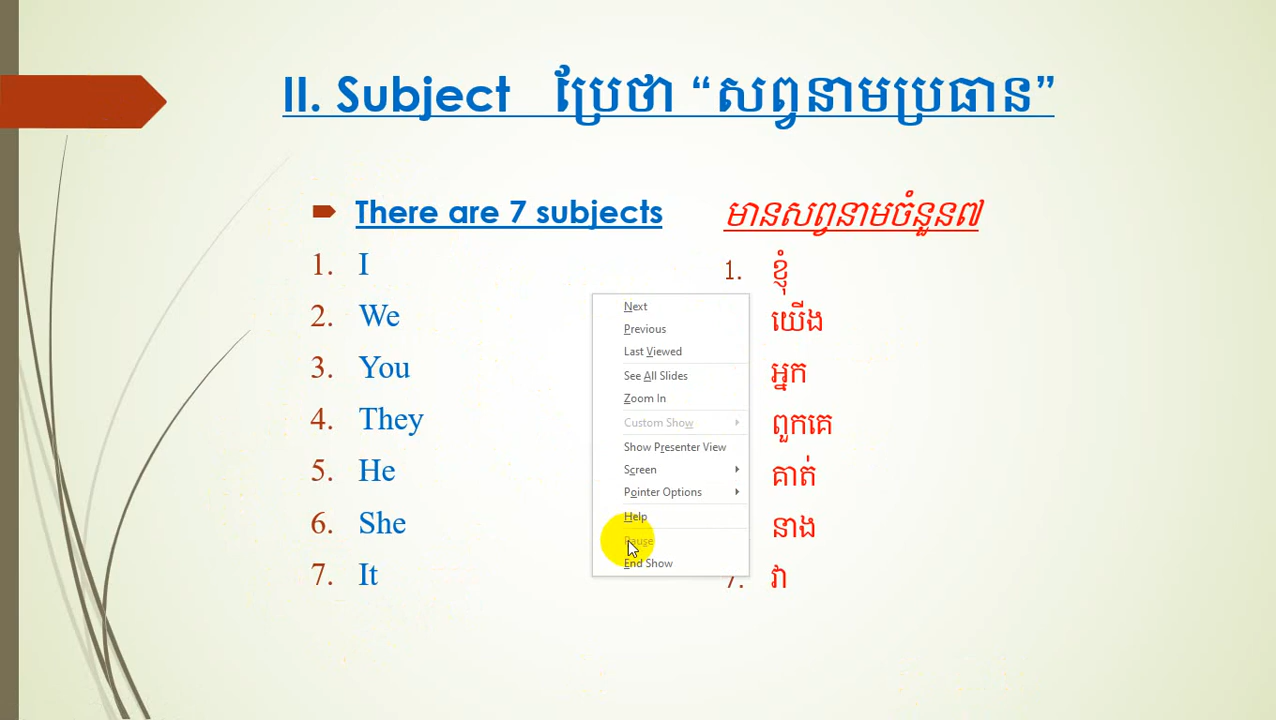 II. Subject ប្រែថា “សព្វនាមប្រធាន”
There are 7 subjects
1. I
2. We
3. You
4. They
5. He
6. She
7. It
មានសព្វនាមចំនួន៧
1. ខ្ញុំ
យើង
អ្នក
ពួកគេ
គាត់
នាង
7. វា
Next
Previous
Last Viewed
See All Slides
Zoom In
Custom Show
Show Presenter View
Screen
Pointer Options
Help
Pause
End Show